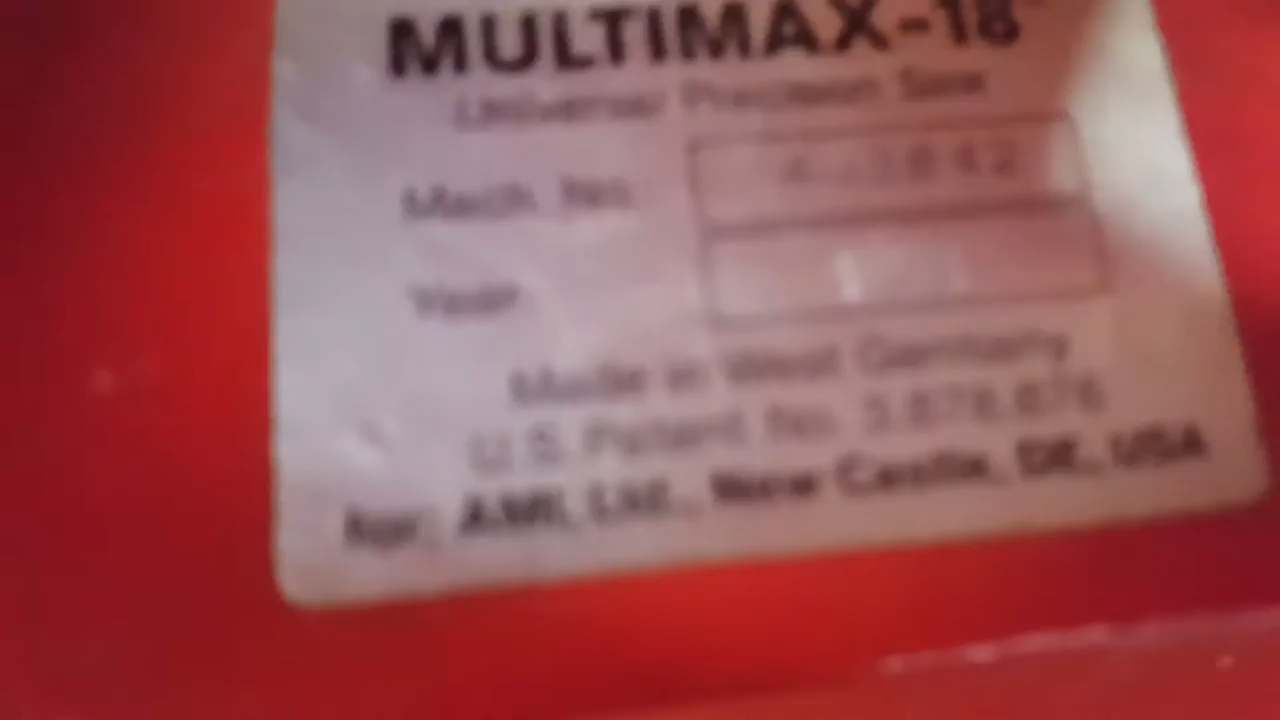 MULTIMAX-18
Universal Precision Saw
Mach. No.
Year
Made in West Germany
U.S. Patent No. 3.878.876
for: AMI, Ltd., New Castle, DE, USA